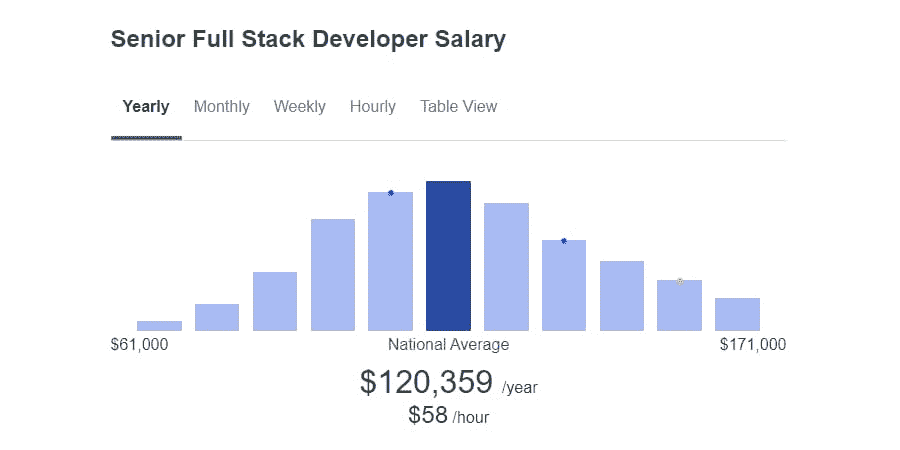 Senior Full Stack Developer Salary
Yearly Monthly Weekly Hourly Table View
$61,000 National Average $171,000
$120,359 /year
$58 /hour